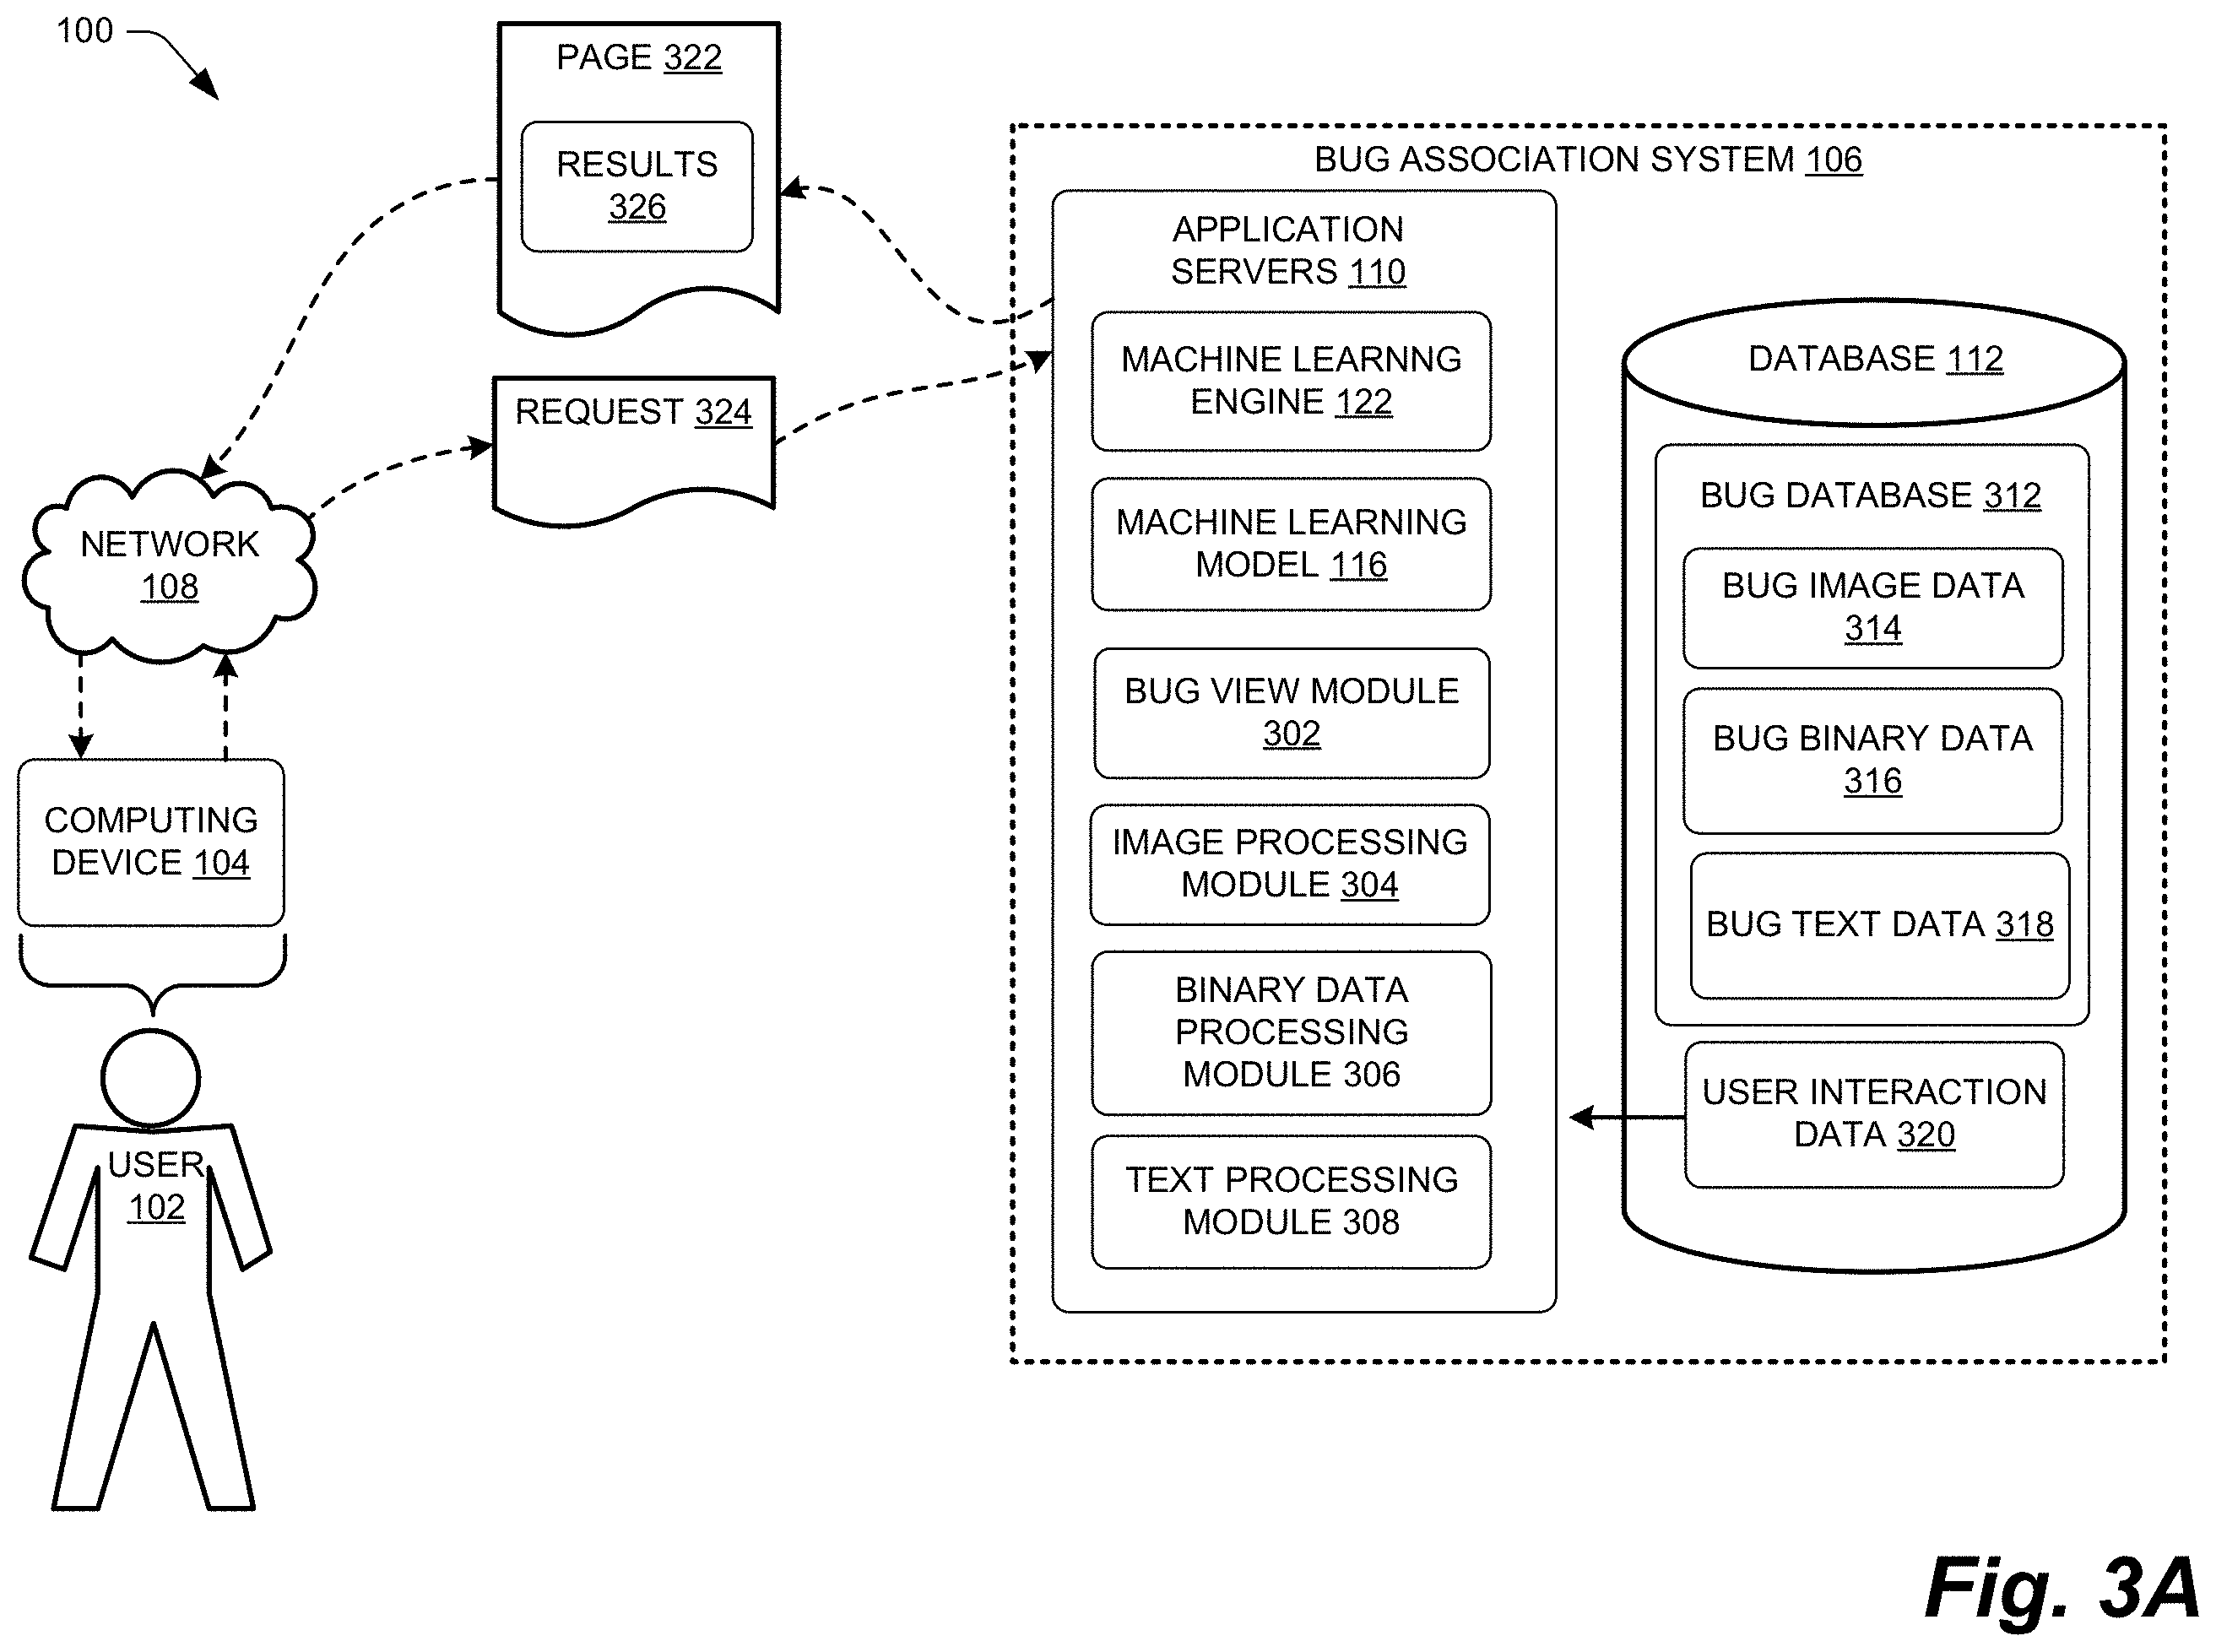 100
PAGE 322
RESULTS
326
REQUEST 324
NETWORK
108
COMPUTING
DEVICE 104
USER
102
BUG ASSOCIATION SYSTEM 106
APPLICATION
SERVERS 110
MACHINE LEARNNG
ENGINE 122
MACHINE LEARNING
MODEL 116
BUG VIEW MODULE
302
IMAGE PROCESSING
MODULE 304
BINARY DATA
PROCESSING
MODULE 306
TEXT PROCESSING
MODULE 308
DATABASE 112
BUG DATABASE 312
BUG IMAGE DATA
314
BUG BINARY DATA
316
BUG TEXT DATA 318
USER INTERACTION
DATA 320
Fig. 3A